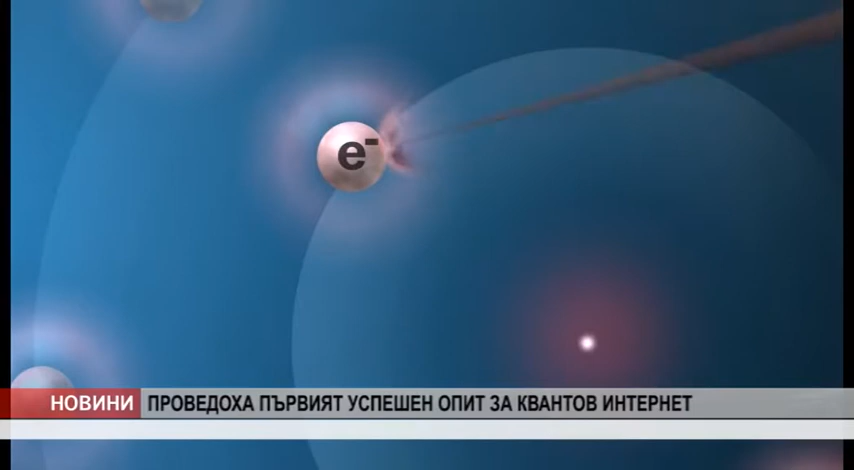 e-
НОВИНИ ПРОВЕДОХА ПЪРВИЯТ УСПЕШЕН ОПИТ ЗА КВАНТОВ ИНТЕРНЕТ